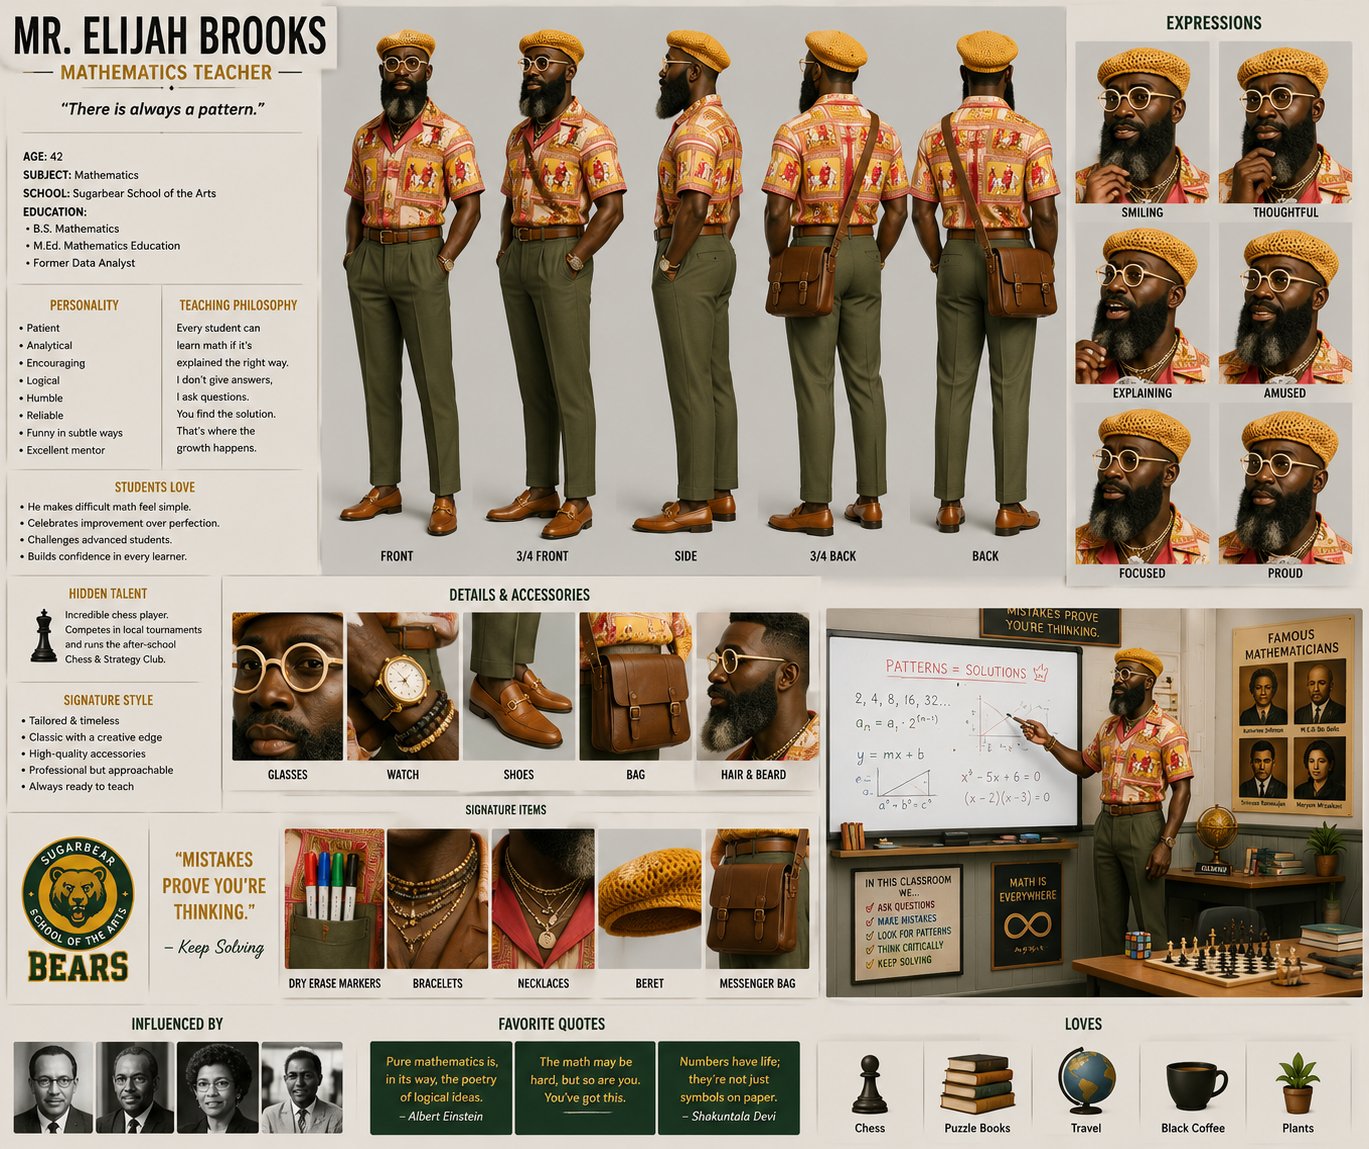 MR. ELIJAH BROOKS
MATHEMATICS TEACHER
“There is always a pattern.”
AGE: 42
SUBJECT: Mathematics
SCHOOL: Sugarbear School of the Arts
EDUCATION:
• B.S. Mathematics
• M.Ed. Mathematics Education
• Former Data Analyst
PERSONALITY
• Patient
• Analytical
• Encouraging
• Logical
• Humble
• Reliable
• Funny in subtle ways
• Excellent mentor
TEACHING PHILOSOPHY
Every student can
learn math if it's
explained the right way.
I don't give answers,
I ask questions.
You find the solution.
That's where the
growth happens.
STUDENTS LOVE
• He makes difficult math feel simple.
• Celebrates improvement over perfection.
• Challenges advanced students.
• Builds confidence in every learner.
FRONT
3/4 FRONT
SIDE
3/4 BACK
BACK
EXPRESSIONS
SMILING
THOUGHTFUL
EXPLAINING
AMUSED
FOCUSED
PROUD
HIDDEN TALENT
Incredible chess player.
Competes in local tournaments
and runs the after-school
Chess & Strategy Club.
SIGNATURE STYLE
• Tailored & timeless
• Classic with a creative edge
• High-quality accessories
• Professional but approachable
• Always ready to teach
DETAILS & ACCESSORIES
GLASSES
WATCH
SHOES
BAG
HAIR & BEARD
SIGNATURE ITEMS
DRY ERASE MARKERS
BRACELETS
NECKLACES
BERET
MESSENGER BAG
SUGARBEAR
SCHOOL OF THE ARTS
BEARS
“MISTAKES
PROVE YOU'RE
THINKING.”
– Keep Solving
MISTAKES PROVE
YOU'RE THINKING.
PATTERNS = SOLUTIONS
2, 4, 8, 16, 32...
aₙ = a₁ · 2⁽ⁿ⁻¹⁾
y = mx + b
a° + b° = c°
x³ - 5x + 6 = 0
(x - 2)(x - 3) = 0
FAMOUS
MATHEMATICIANS
IN THIS CLASSROOM
WE...
ASK QUESTIONS
MAKE MISTAKES
LOOK FOR PATTERNS
THINK CRITICALLY
KEEP SOLVING
MATH IS
EVERYWHERE
INFLUENCED BY
FAVORITE QUOTES
Pure mathematics is,
in its way, the poetry
of logical ideas.
– Albert Einstein
The math may be
hard, but so are you.
You've got this.
Numbers have life;
they're not just
symbols on paper.
– Shakuntala Devi
LOVES
Chess
Puzzle Books
Travel
Black Coffee
Plants